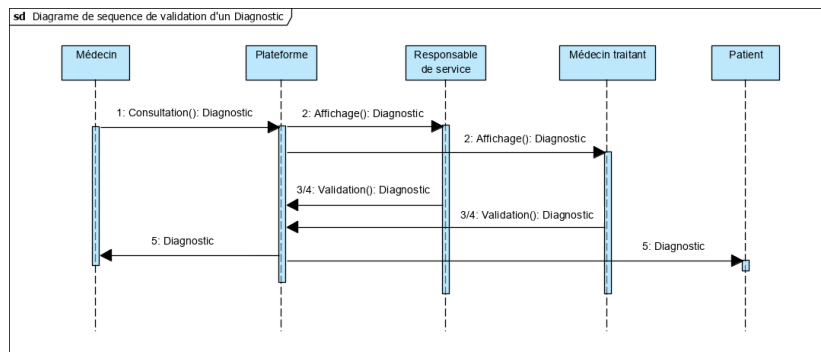 sd Diagrame de sequence de validation d'un Diagnostic
Médecin
Plateforme
Responsable
de service
Médecin traitant
Patient
1: Consultation(): Diagnostic
2: Affichage(): Diagnostic
2: Affichage(): Diagnostic
3/4: Validation(): Diagnostic
3/4: Validation(): Diagnostic
5: Diagnostic
5: Diagnostic